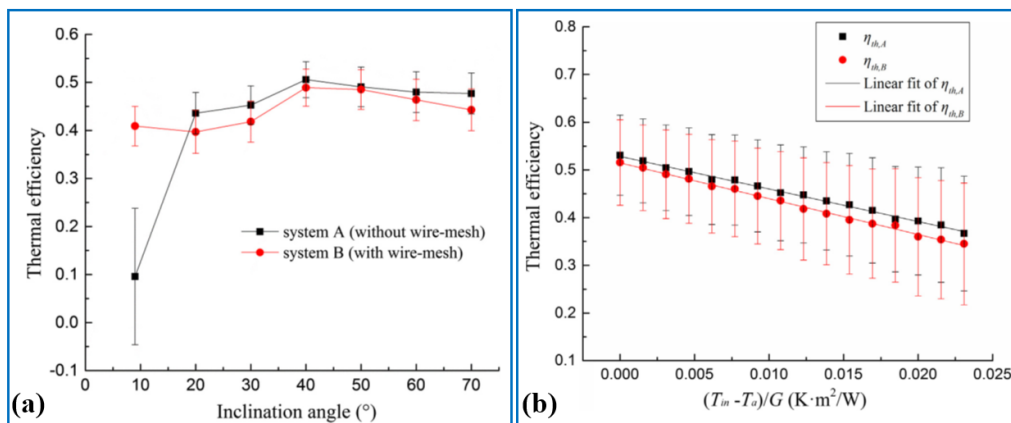 0.6
0.5
0.4
0.3
0.2
0.1
0.0
-0.1
Thermal efficiency
system A (without wire-mesh)
system B (with wire-mesh)
0 10 20 30 40 50 60 70
Inclination angle (°)
(a)
0.8
0.7
0.6
0.5
0.4
0.3
0.2
0.1
Thermal efficiency
η_th,A
η_th,B
Linear fit of η_th,A
Linear fit of η_th,B
0.000 0.005 0.010 0.015 0.020 0.025
(T_in -T_a)/G (K·m²/W)
(b)